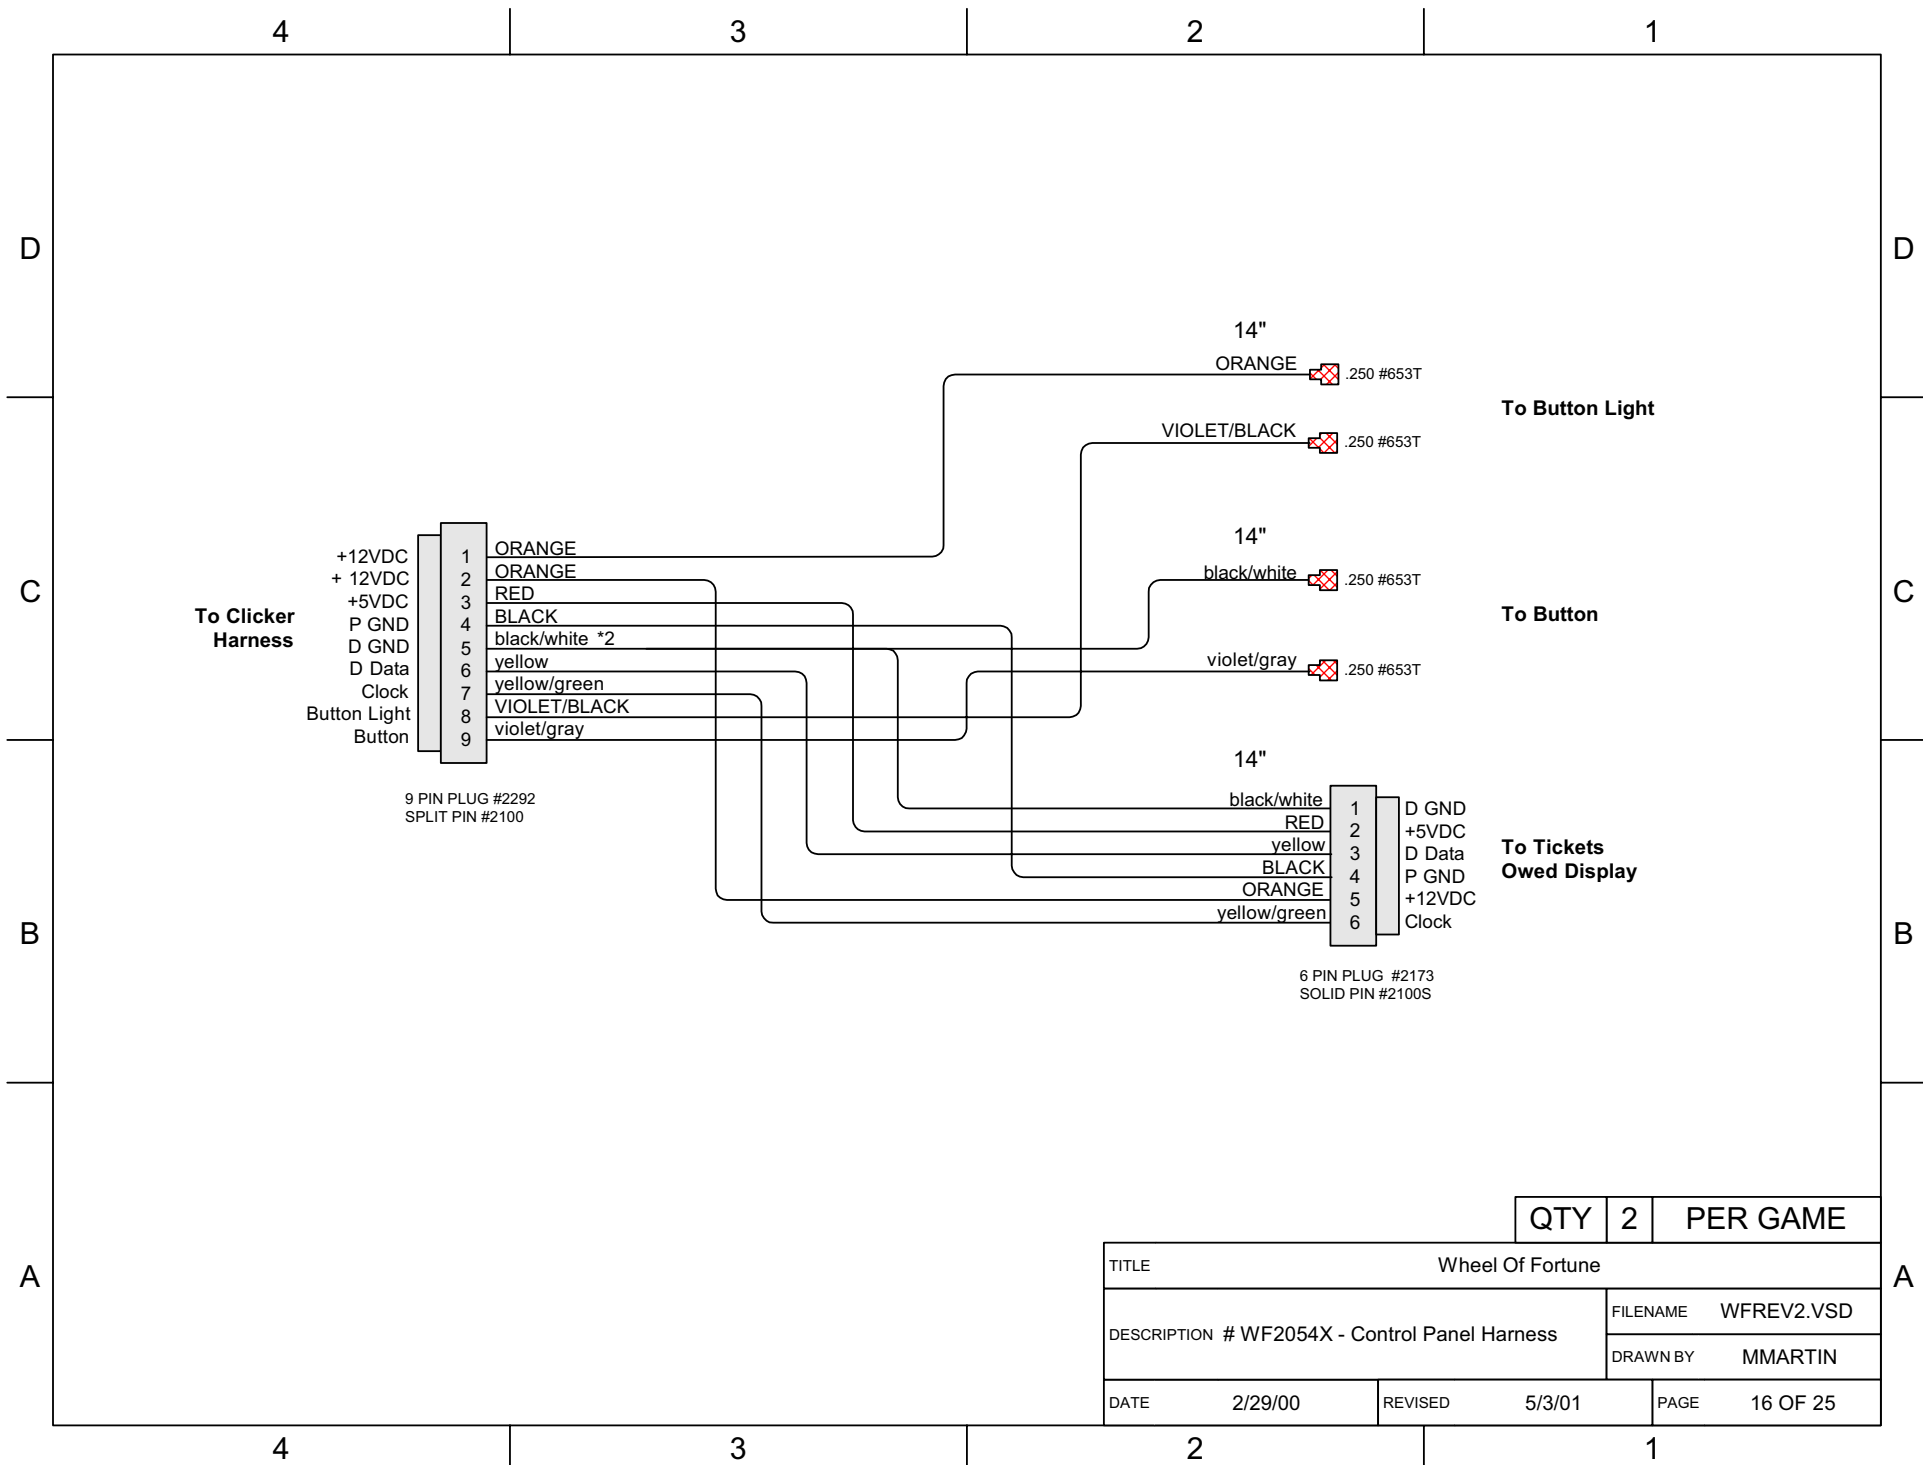 4 3 2 1
D D
14"
ORANGE .250 #653T
To Button Light
VIOLET/BLACK .250 #653T
14"
black/white .250 #653T
To Button
violet/gray .250 #653T
C C
To Clicker
Harness
+12VDC 1 ORANGE
+ 12VDC 2 ORANGE
+5VDC 3 RED
P GND 4 BLACK
D GND 5 black/white *2
D Data 6 yellow
Clock 7 yellow/green
Button Light 8 VIOLET/BLACK
Button 9 violet/gray
9 PIN PLUG #2292
SPLIT PIN #2100
14"
black/white 1 D GND
RED 2 +5VDC
yellow 3 D Data
BLACK 4 P GND
ORANGE 5 +12VDC
yellow/green 6 Clock
To Tickets
Owed Display
B B
6 PIN PLUG #2173
SOLID PIN #2100S
QTY 2 PER GAME
A A
TITLE Wheel Of Fortune
DESCRIPTION # WF2054X - Control Panel Harness
FILENAME WFREV2.VSD
DRAWN BY MMARTIN
DATE 2/29/00 REVISED 5/3/01 PAGE 16 OF 25
4 3 2 1